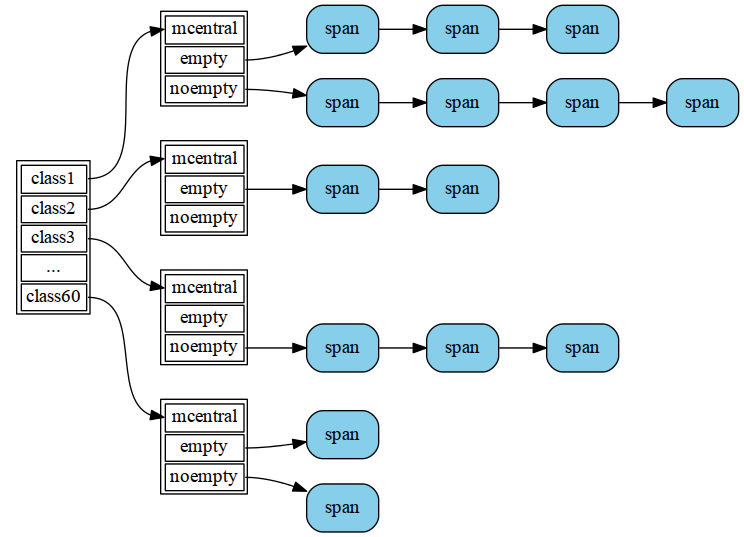 class1
class2
class3
...
class60
mcentral
empty
noempty
span span span
span span span span
mcentral
empty
noempty
span span
mcentral
empty
noempty
span span span
mcentral
empty
noempty
span
span